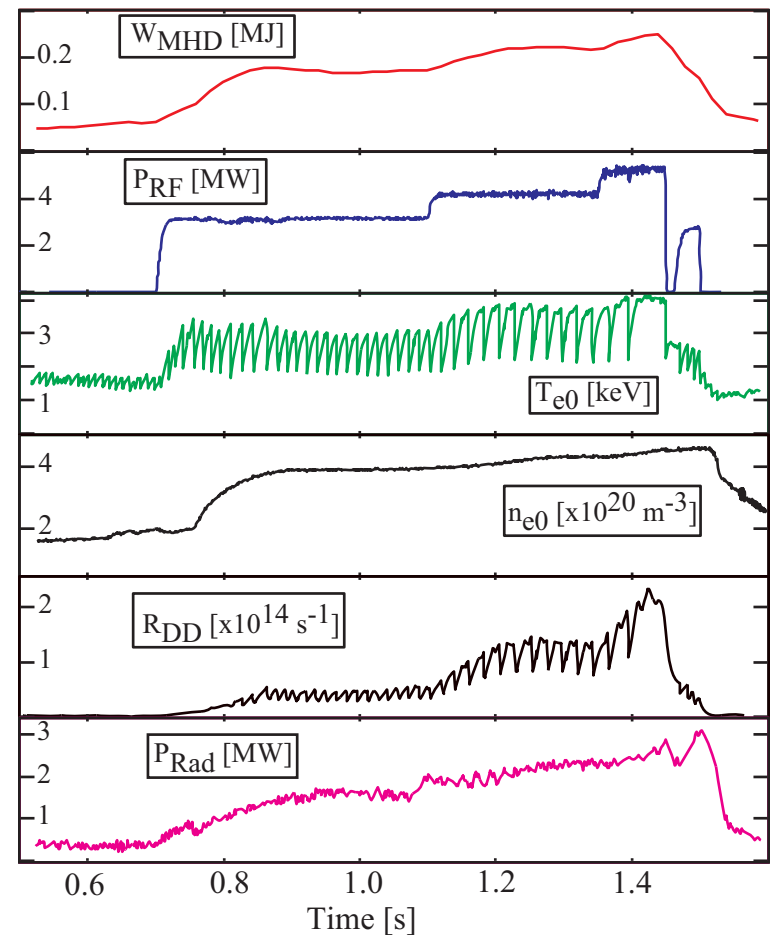 W_MHD [MJ]
0.2
0.1
P_RF [MW]
4
2
3
1
T_e0 [keV]
4
2
n_e0 [x10^20 m^-3]
2
1
R_DD [x10^14 s^-1]
3
2
1
P_Rad [MW]
0.6 0.8 1.0 1.2 1.4
Time [s]